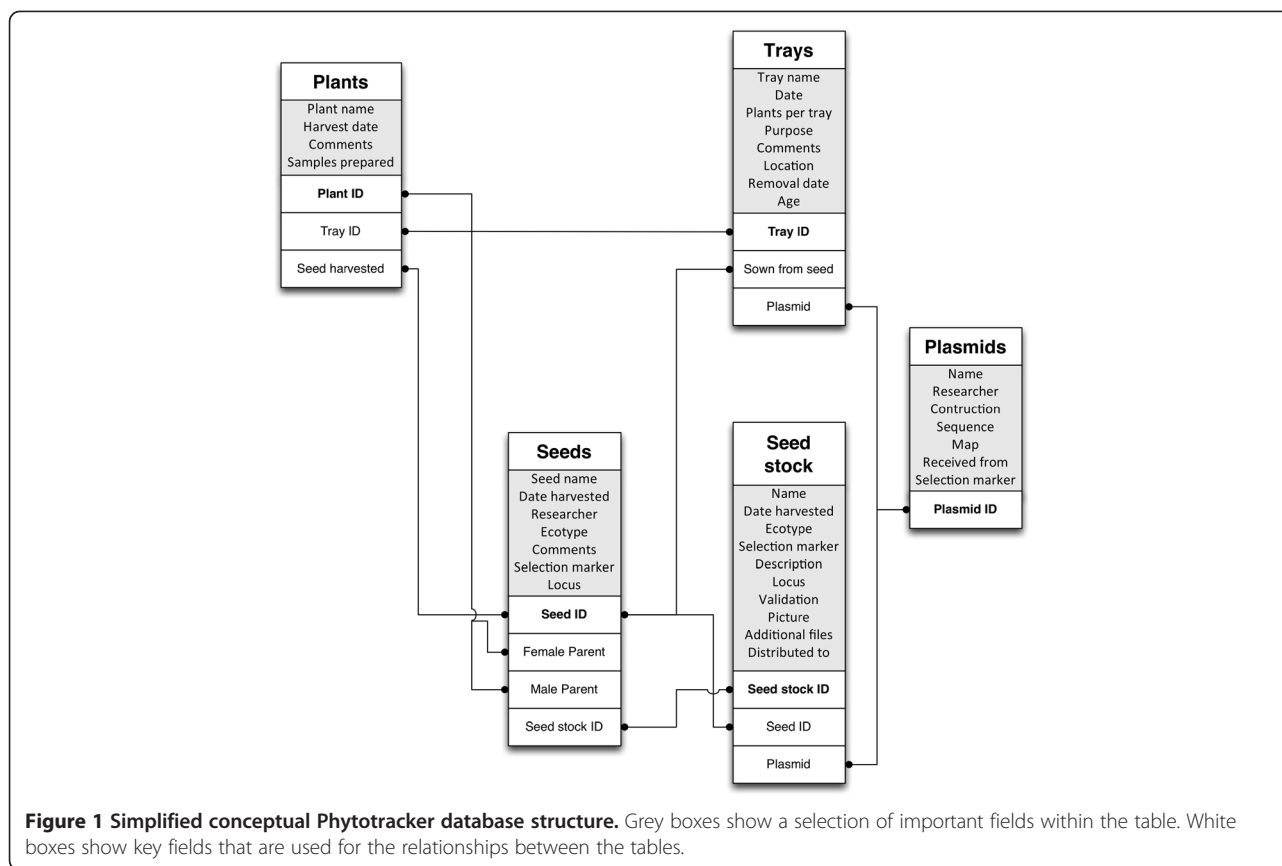 Plants
Plant name
Harvest date
Comments
Samples prepared
Plant ID
Tray ID
Seed harvested
Trays
Tray name
Date
Plants per tray
Purpose
Comments
Location
Removal date
Age
Tray ID
Sown from seed
Plasmid
Plasmids
Name
Researcher
Contruction
Sequence
Map
Received from
Selection marker
Plasmid ID
Seeds
Seed name
Date harvested
Researcher
Ecotype
Comments
Selection marker
Locus
Seed ID
Female Parent
Male Parent
Seed stock ID
Seed
stock
Name
Date harvested
Ecotype
Selection marker
Description
Locus
Validation
Picture
Additional files
Distributed to
Seed stock ID
Seed ID
Plasmid
Figure 1 Simplified conceptual Phytotracker database structure. Grey boxes show a selection of important fields within the table. White
boxes show key fields that are used for the relationships between the tables.